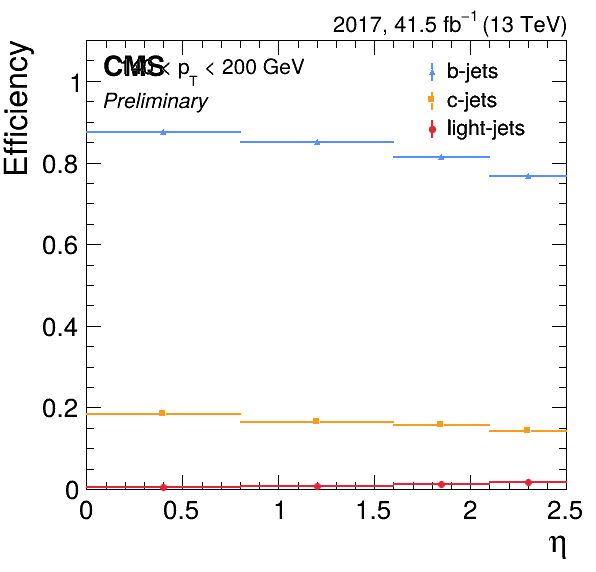 2017, 41.5 fb⁻¹ (13 TeV)
CMS
p_T < 200 GeV
Preliminary
b-jets
c-jets
light-jets
Efficiency
1
0.8
0.6
0.4
0.2
0
0 0.5 1 1.5 2 2.5
η